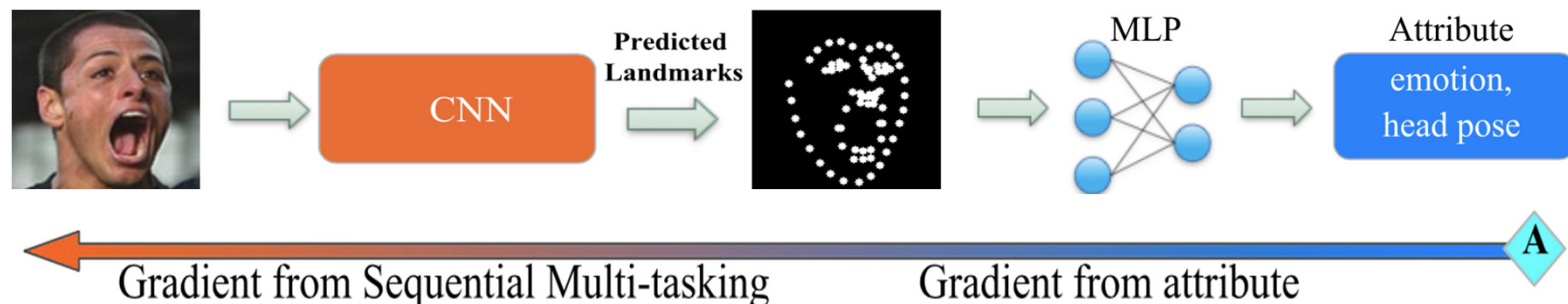 Predicted
Landmarks
CNN
MLP
Attribute
emotion,
head pose
A
Gradient from Sequential Multi-tasking
Gradient from attribute